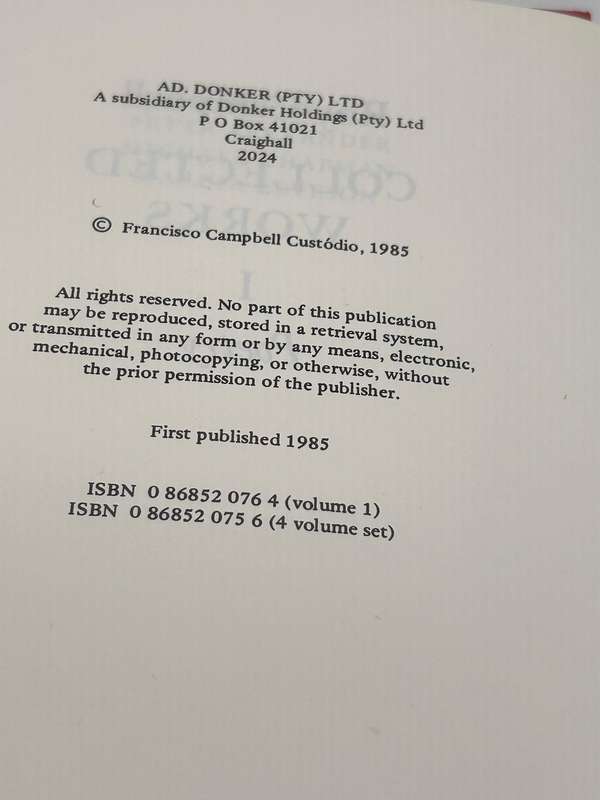 AD. DONKER (PTY) LTD
A subsidiary of Donker Holdings (Pty) Ltd
P O Box 41021
Craighall
2024
© Francisco Campbell Custódio, 1985
All rights reserved. No part of this publication
may be reproduced, stored in a retrieval system,
or transmitted in any form or by any means, electronic,
mechanical, photocopying, or otherwise, without
the prior permission of the publisher.
First published 1985
ISBN 0 86852 076 4 (volume 1)
ISBN 0 86852 075 6 (4 volume set)
COLLECTED
WORKS
I